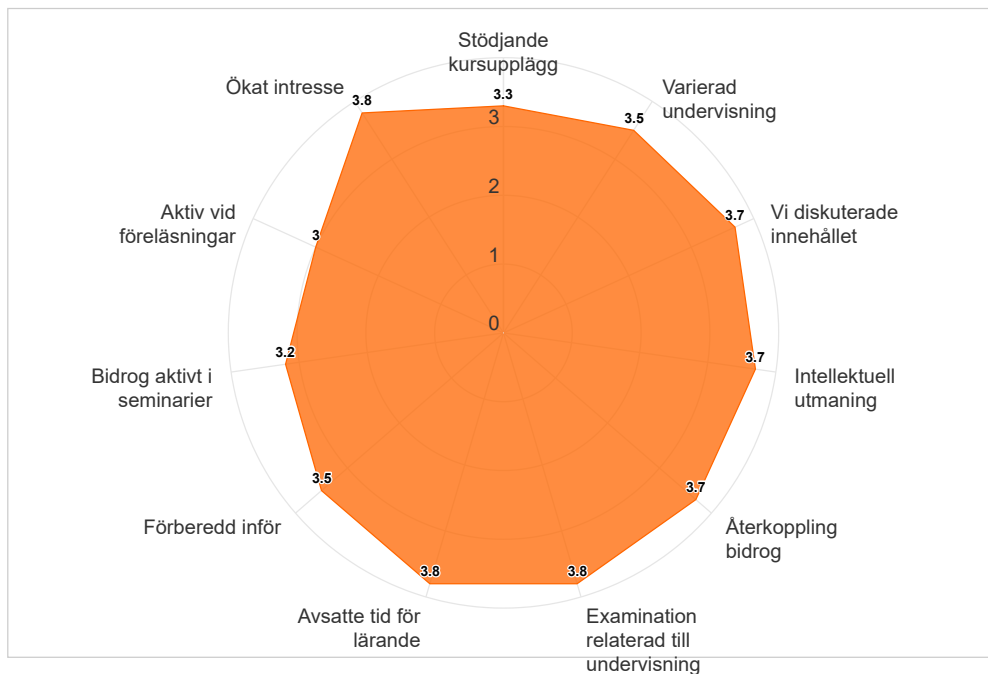 Stödjande
kursupplägg
Ökat intresse
Varierad
undervisning
3.8
3.3
3.5
3
Aktiv vid
föreläsningar
2
3.7
Vi diskuterade
innehållet
3
1
0
Bidrog aktivt i
seminarier
3.2
3.7
Intellektuell
utmaning
Förberedd inför
3.5
3.7
Återkoppling
bidrog
Avsatte tid för
lärande
3.8
3.8
Examination
relaterad till
undervisning